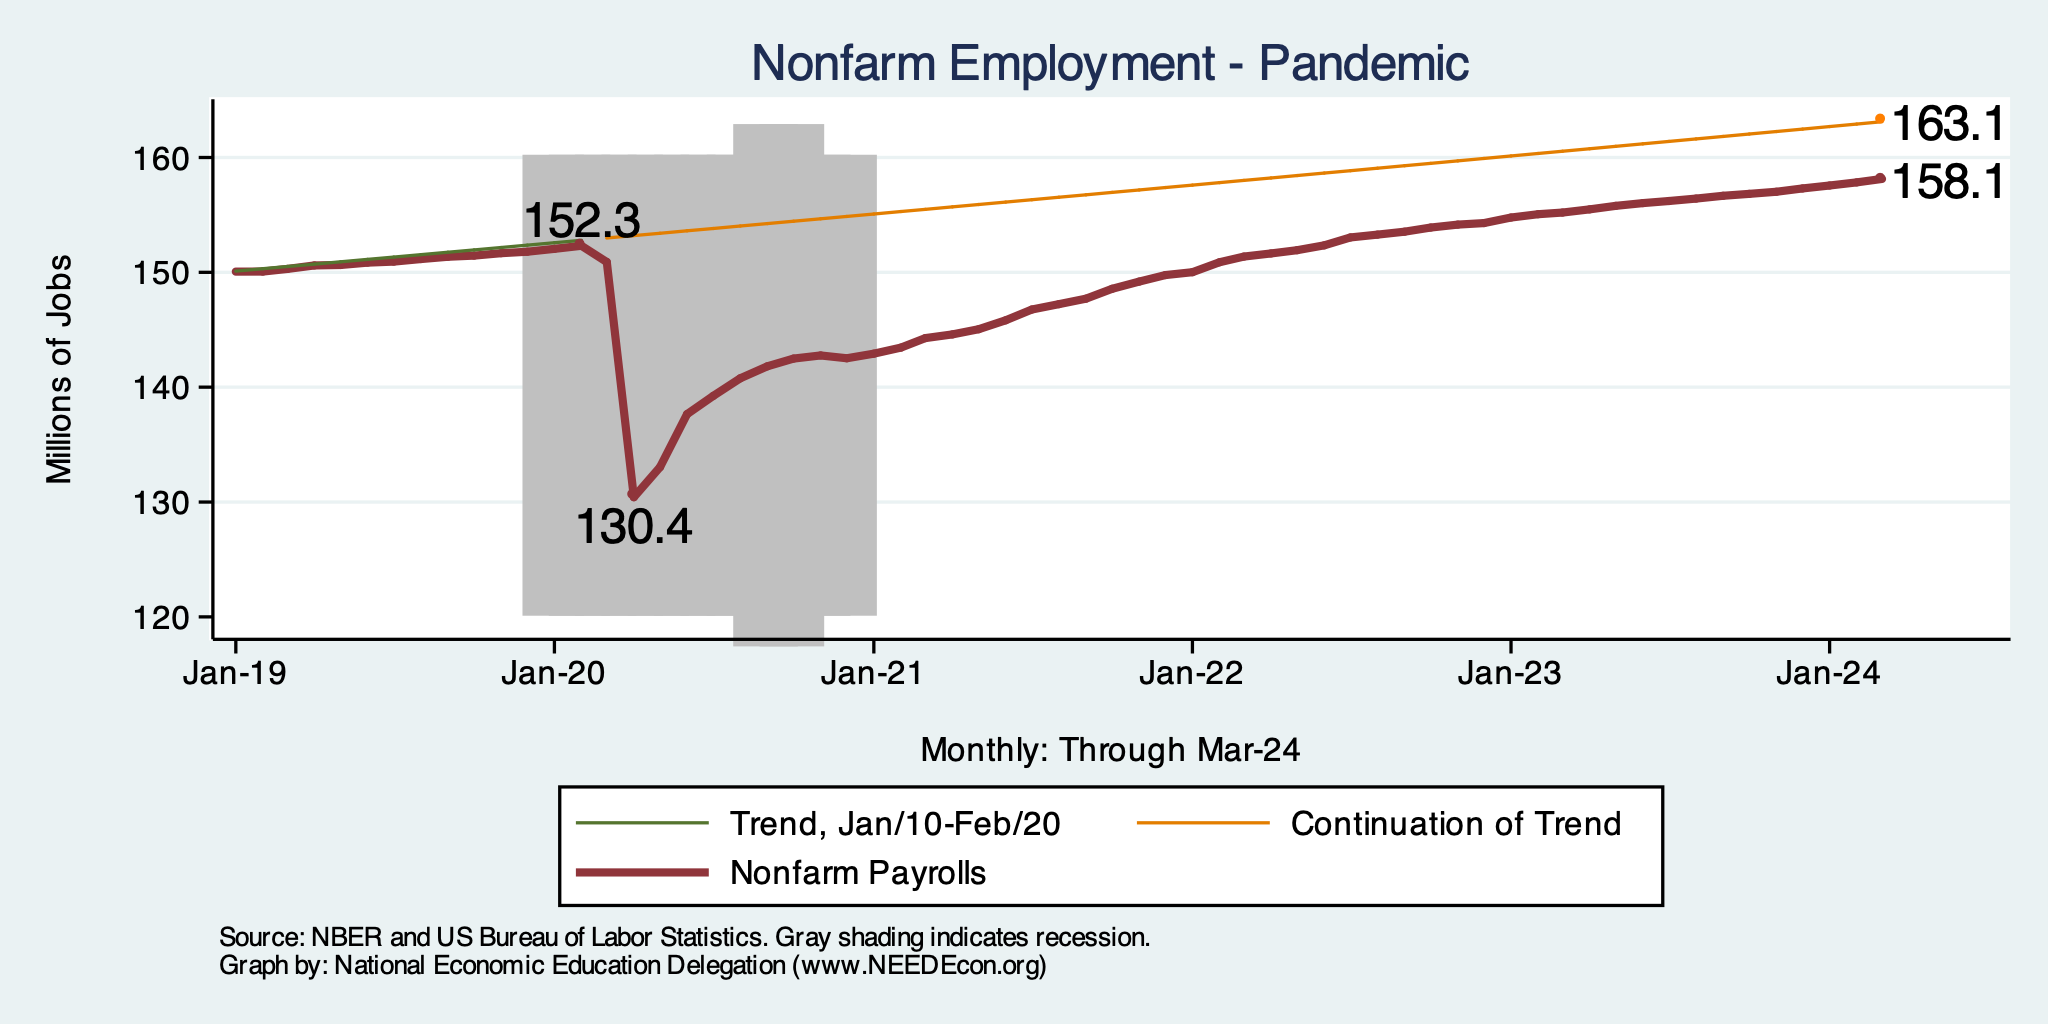 Nonfarm Employment - Pandemic
163.1
160
158.1
152.3
150
Millions of Jobs
140
130
130.4
120
Jan-19 Jan-20 Jan-21 Jan-22 Jan-23 Jan-24
Monthly: Through Mar-24
Trend, Jan/10-Feb/20 Continuation of Trend
Nonfarm Payrolls
Source: NBER and US Bureau of Labor Statistics. Gray shading indicates recession.
Graph by: National Economic Education Delegation (www.NEEDEcon.org)